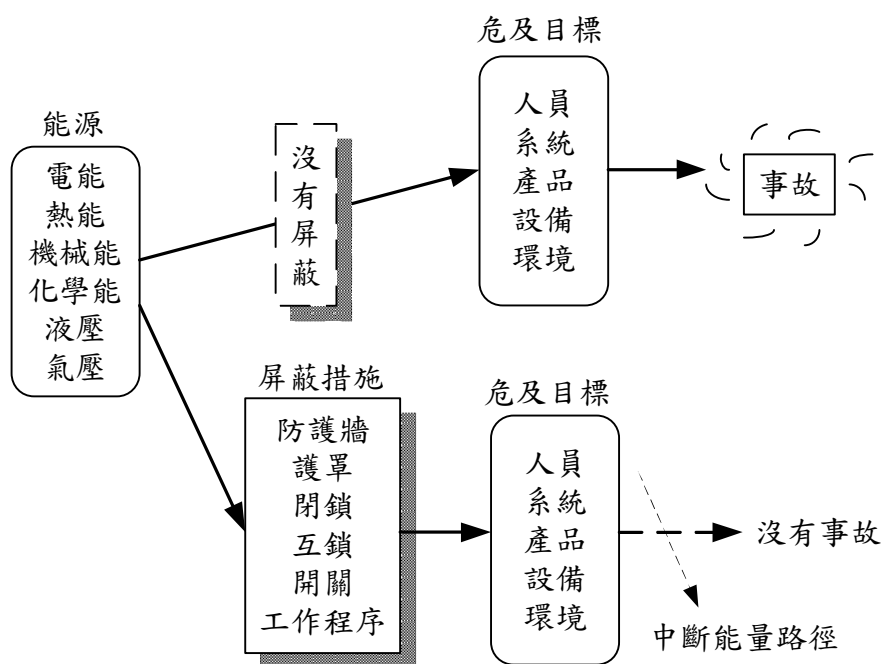 能源
電能
熱能
機械能
化學能
液壓
氣壓
沒
有
屏
蔽
危及目標
人員
系統
產品
設備
環境
事故
屏蔽措施
防護牆
護罩
閉鎖
互鎖
開關
工作程序
危及目標
人員
系統
產品
設備
環境
沒有事故
中斷能量路徑